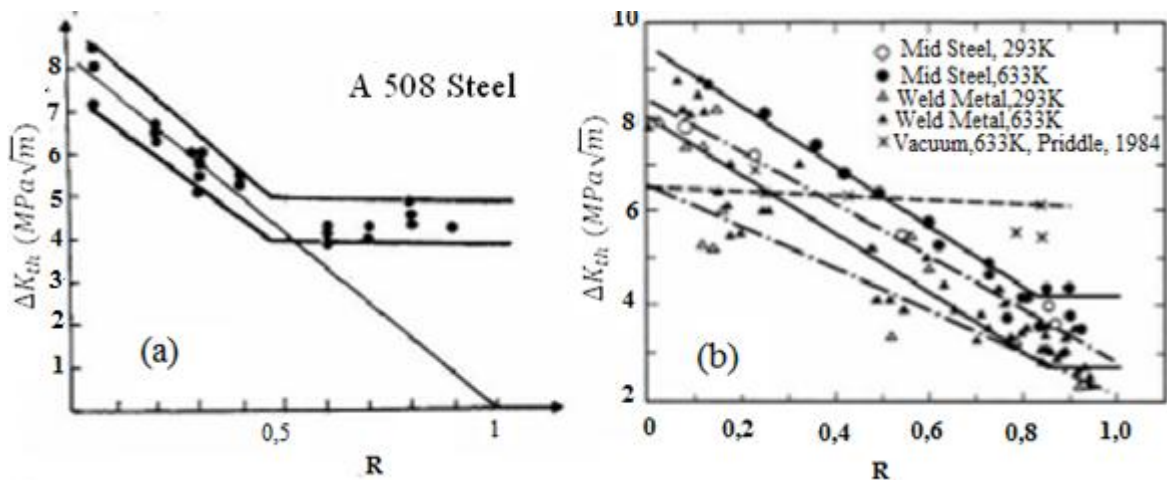 8
7
6
5
4
3
2
1
ΔK_th (MPa√m)
A 508 Steel
(a)
0,5
1
R
10
8
6
4
2
ΔK_th (MPa√m)
Mid Steel, 293K
Mid Steel,633K
Weld Metal,293K
Weld Metal,633K
Vacuum,633K, Priddle, 1984
(b)
0
0,2
0,4
0,6
0,8
1,0
R